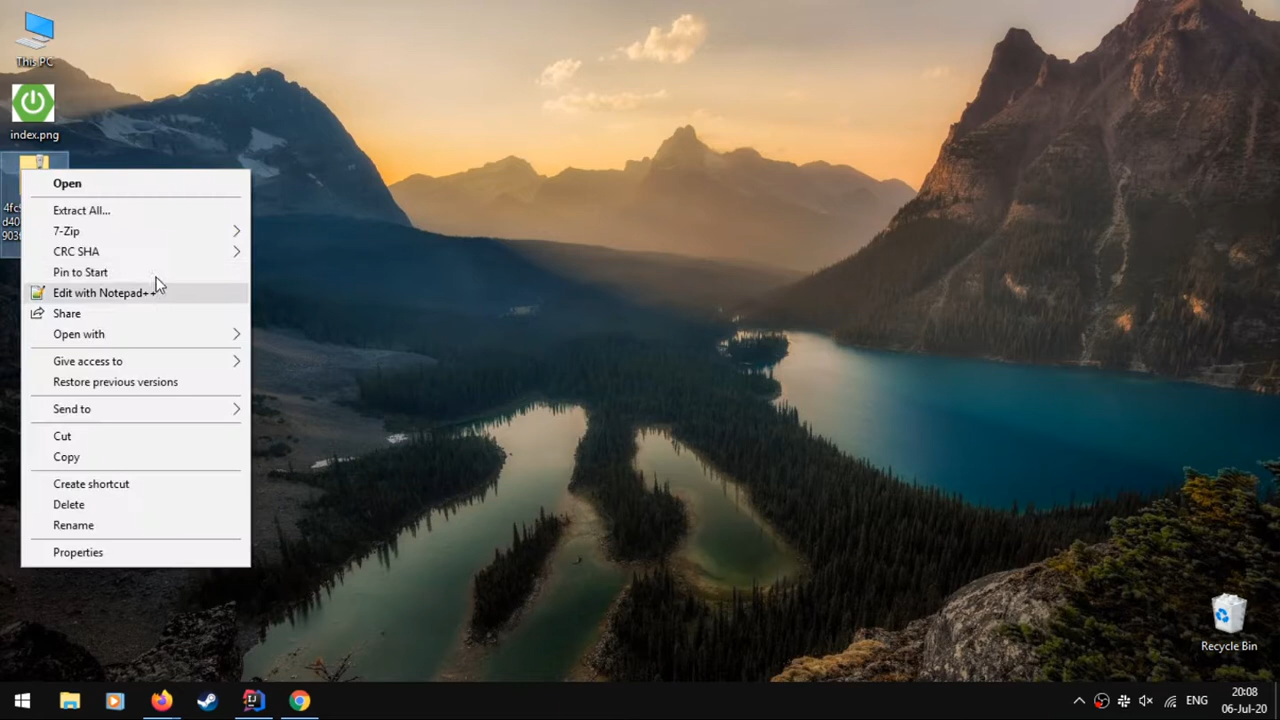 This PC
index.png
Open
Extract All...
7-Zip
CRC SHA
Pin to Start
Edit with Notepad++
Share
Open with
Give access to
Restore previous versions
Send to
Cut
Copy
Create shortcut
Delete
Rename
Properties
Recycle Bin
ENG
20:08
06-Jul-20